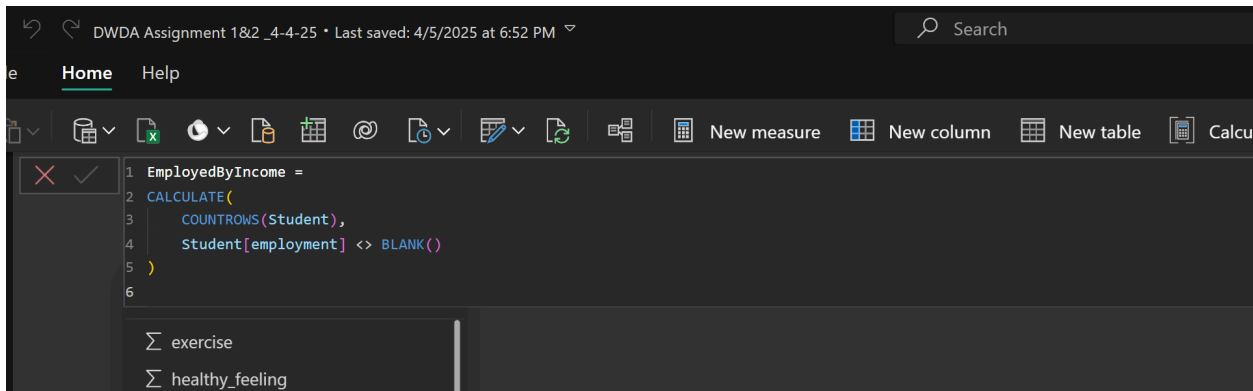 DWDA Assignment 1&2 _4-4-25 • Last saved: 4/5/2025 at 6:52 PM
Search
le Home Help
New measure New column New table Calcu
1 EmployedByIncome =
2 CALCULATE(
3 COUNTROWS(Student),
4 Student[employment] <> BLANK()
5 )
6
∑ exercise
∑ healthy_feeling